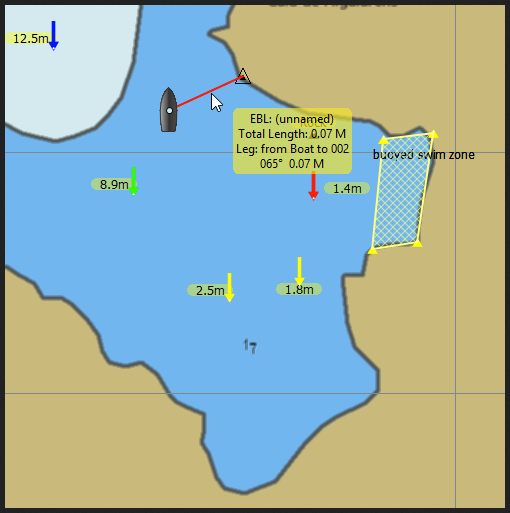 12.5m
EBL: (unnamed)
Total Length: 0.07 M
Leg: from Boat to 002
065° 0.07 M
buoyed swim zone
8.9m
1.4m
2.5m
1.8m
17